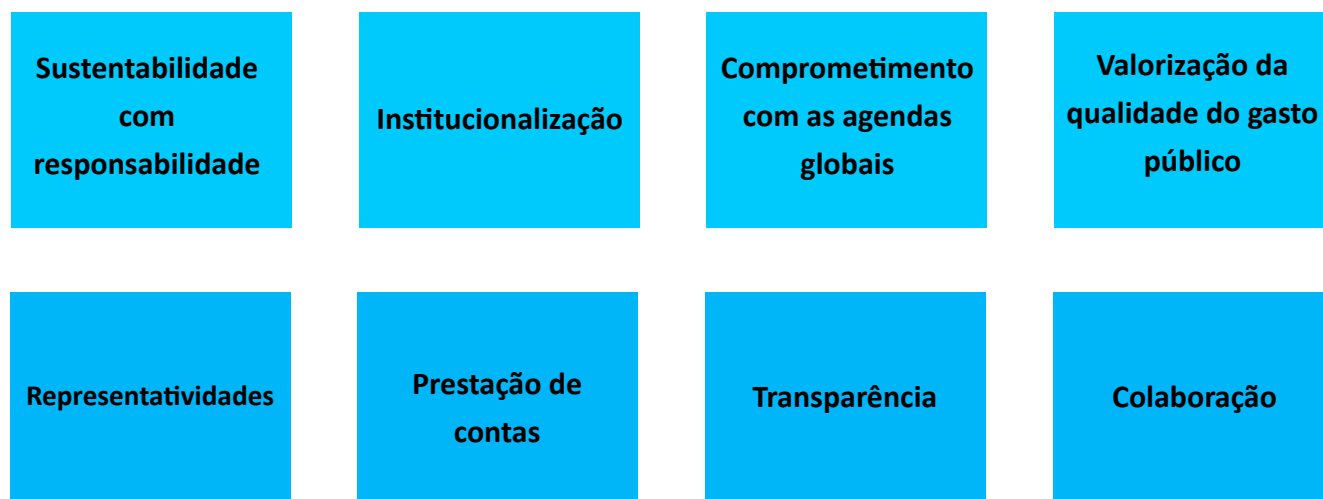 Sustentabilidade
com
responsabilidade
Institucionalização
Comprometimento
com as agendas
globais
Valorização da
qualidade do gasto
público
Representatividades
Prestação de
contas
Transparência
Colaboração